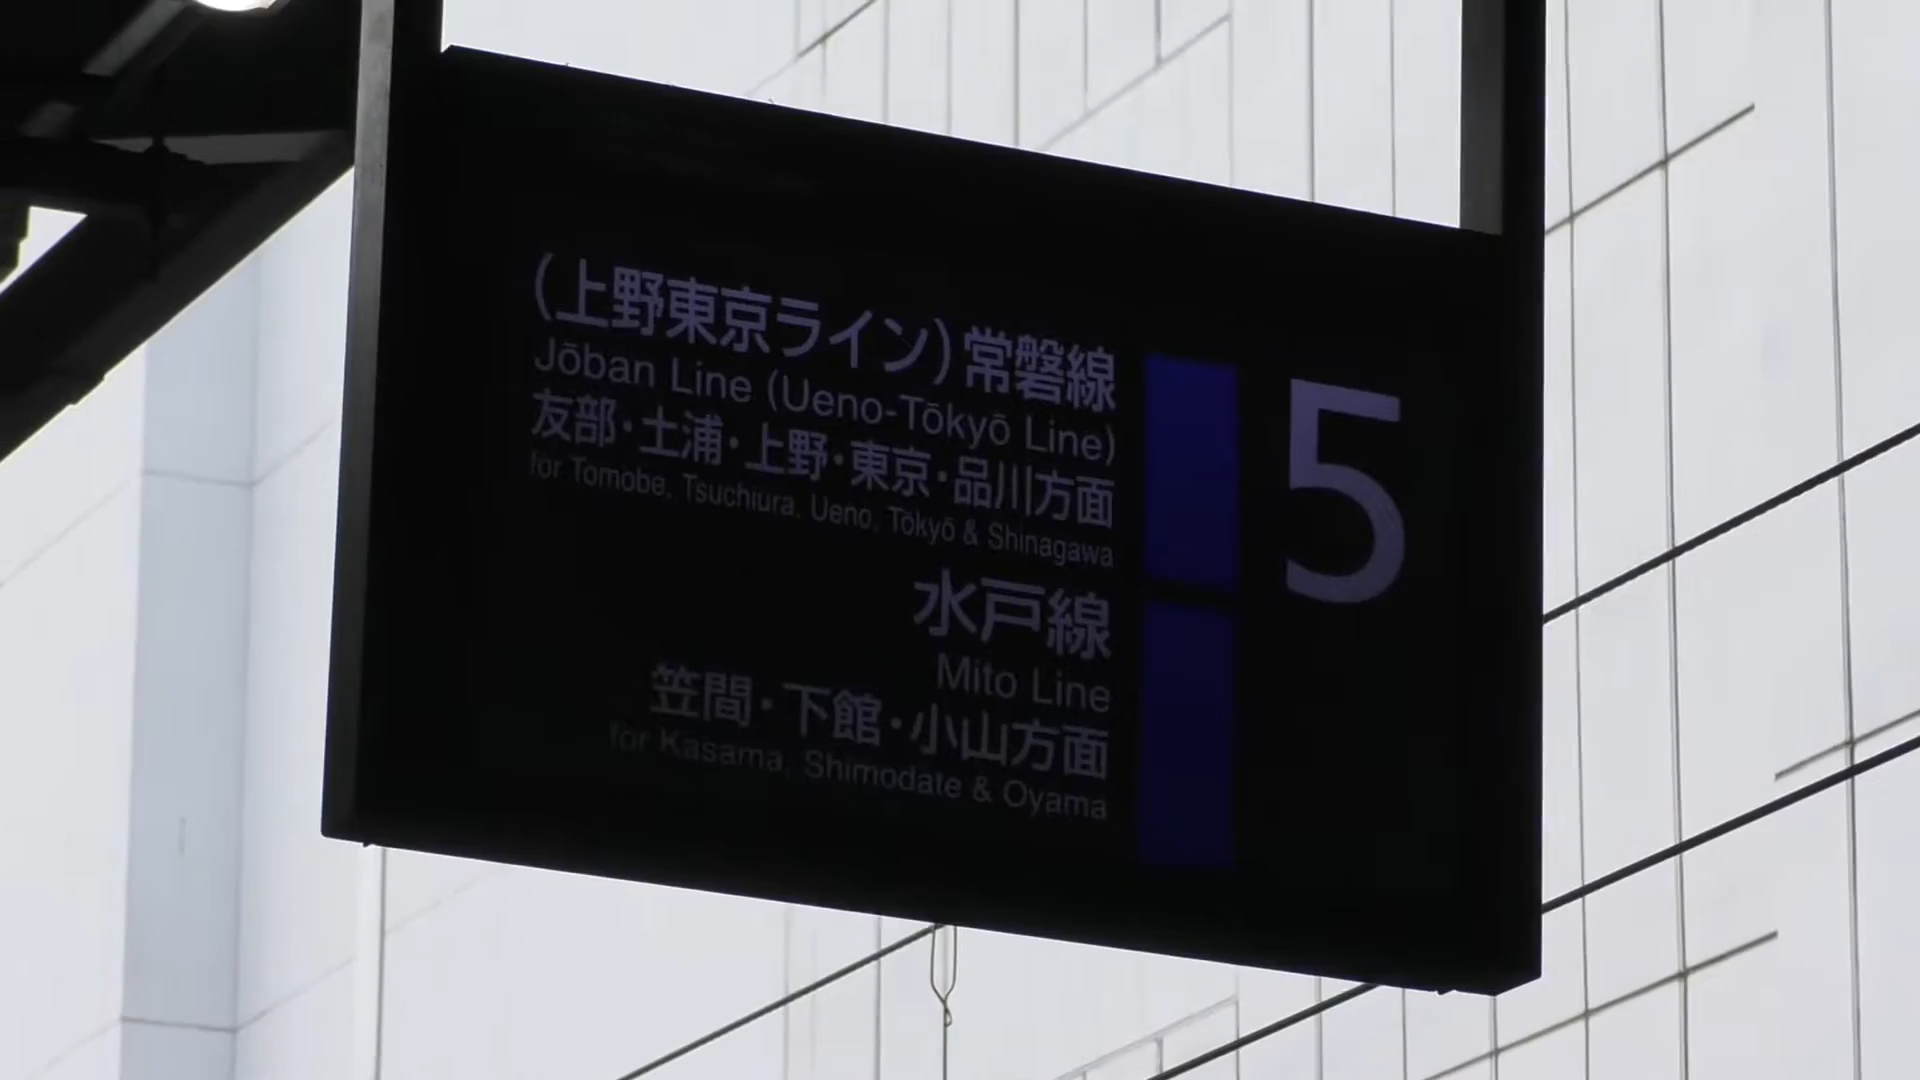 (上野東京ライン)常磐線
Jōban Line (Ueno-Tōkyō Line)
友部・土浦・上野・東京・品川方面
for Tomobe, Tsuchiura, Ueno, Tōkyō & Shinagawa
5
水戸線
Mito Line
笠間・下館・小山方面
for Kasama, Shimodate & Oyama